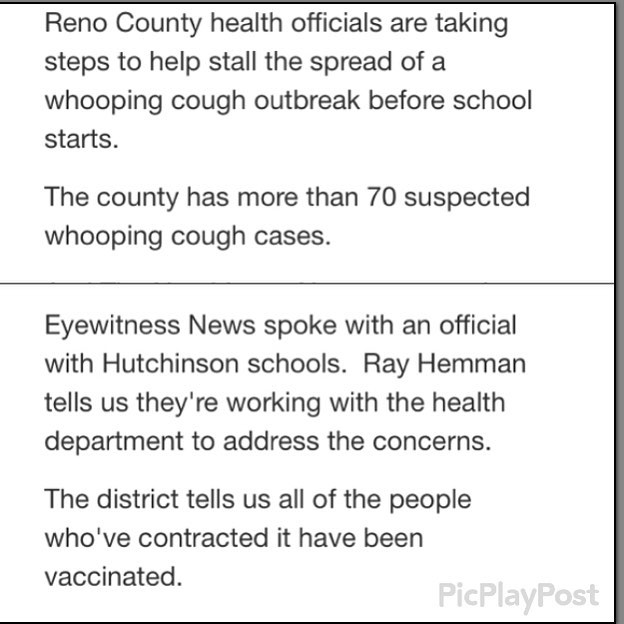 Reno County health officials are taking
steps to help stall the spread of a
whooping cough outbreak before school
starts.
The county has more than 70 suspected
whooping cough cases.
Eyewitness News spoke with an official
with Hutchinson schools.  Ray Hemman
tells us they're working with the health
department to address the concerns.
The district tells us all of the people
who've contracted it have been
vaccinated.
PicPlayPost